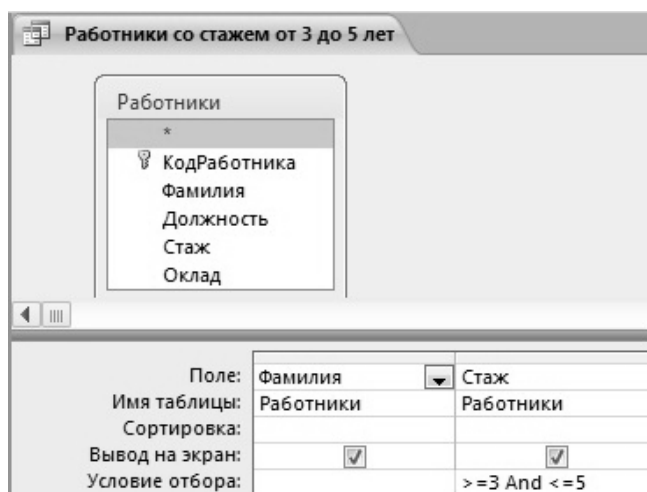 Работники со стажем от 3 до 5 лет
Работники
*
КодРаботника
Фамилия
Должность
Стаж
Оклад
Поле: Фамилия Стаж
Имя таблицы: Работники Работники
Сортировка:
Вывод на экран:
Условие отбора: >=3 And <=5